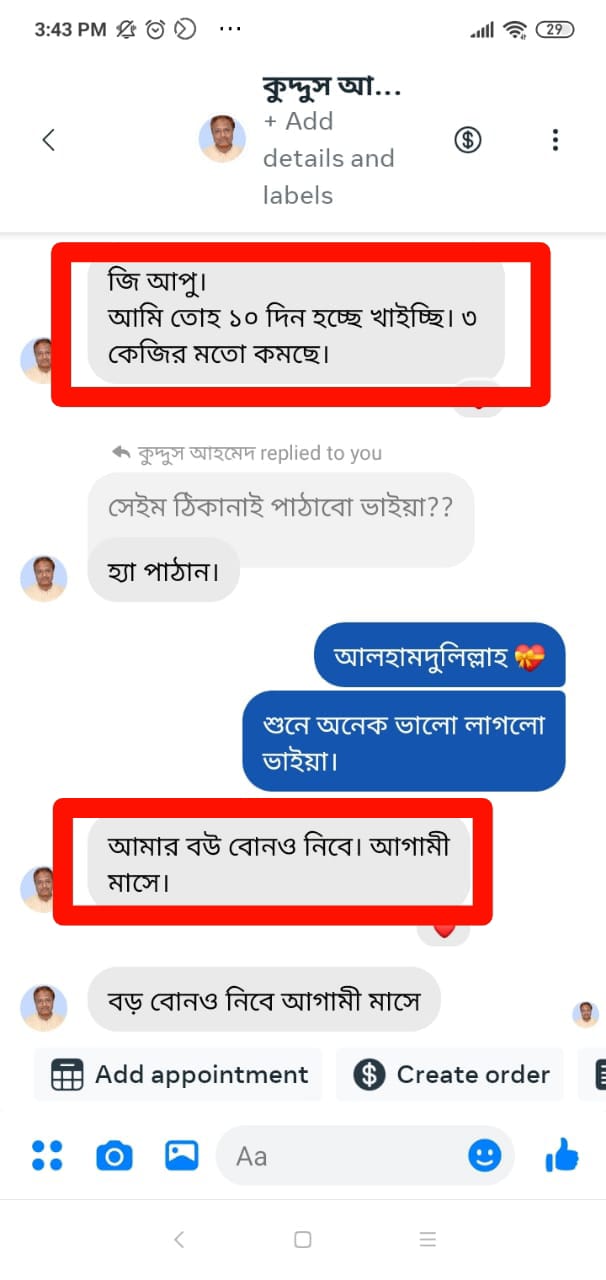 3:43 PM ...
29
কুদ্দুস আ...
+ Add
details and
labels
জি আপু।
আমি তোহ ১০ দিন হচ্ছে খাইচ্ছি। ৩
কেজির মতো কমছে।
কুদ্দুস আহমেদ replied to you
সেইম ঠিকানাই পাঠাবো ভাইয়া??
হ্যা পাঠান।
আলহামদুলিল্লাহ 💝
শুনে অনেক ভালো লাগলো
ভাইয়া।
আমার বউ বোনও নিবে। আগামী
মাসে।
বড় বোনও নিবে আগামী মাসে
Add appointment
Create order
Aa